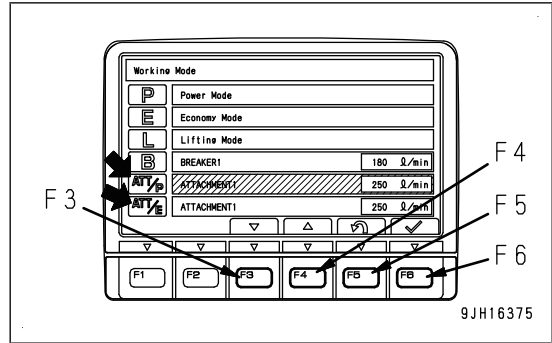 Working Mode
P Power Mode
E Economy Mode
L Lifting Mode
B BREAKER1 180 ℓ/min
ATT/P ATTACHMENT1 250 ℓ/min
ATT/E ATTACHMENT1 250 ℓ/min
F3
F4
F5
F6
F1 F2 F3 F4 F5 F6
9JH16375